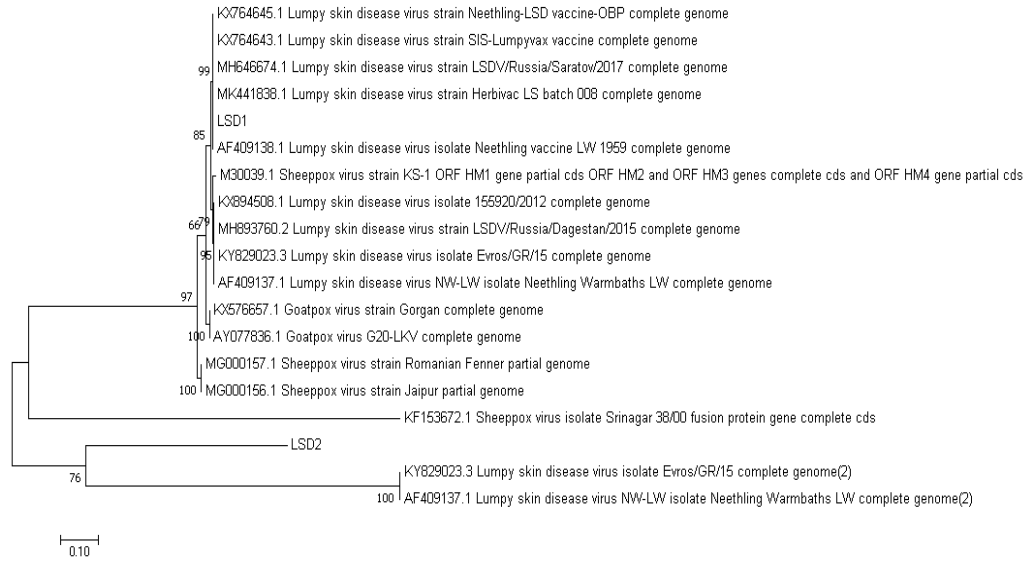 KX764645.1 Lumpy skin disease virus strain Neethling-LSD vaccine-OBP complete genome
KX764643.1 Lumpy skin disease virus strain SIS-Lumpyvax vaccine complete genome
99
MH646674.1 Lumpy skin disease virus strain LSDV/Russia/Saratov/2017 complete genome
MK441838.1 Lumpy skin disease virus strain Herbivac LS batch 008 complete genome
LSD1
85
AF409138.1 Lumpy skin disease virus isolate Neethling vaccine LW 1959 complete genome
M30039.1 Sheeppox virus strain KS-1 ORF HM1 gene partial cds ORF HM2 and ORF HM3 genes complete cds and ORF HM4 gene partial cds
KX894508.1 Lumpy skin disease virus isolate 155920/2012 complete genome
66
79
MH893760.2 Lumpy skin disease virus strain LSDV/Russia/Dagestan/2015 complete genome
95
KY829023.3 Lumpy skin disease virus isolate Evros/GR/15 complete genome
AF409137.1 Lumpy skin disease virus NW-LW isolate Neethling Warmbaths LW complete genome
97
KX576657.1 Goatpox virus strain Gorgan complete genome
100
AY077836.1 Goatpox virus G20-LKV complete genome
MG000157.1 Sheeppox virus strain Romanian Fenner partial genome
100
MG000156.1 Sheeppox virus strain Jaipur partial genome
KF153672.1 Sheeppox virus isolate Srinagar 38/00 fusion protein gene complete cds
LSD2
76
KY829023.3 Lumpy skin disease virus isolate Evros/GR/15 complete genome(2)
100
AF409137.1 Lumpy skin disease virus NW-LW isolate Neethling Warmbaths LW complete genome(2)
0.10